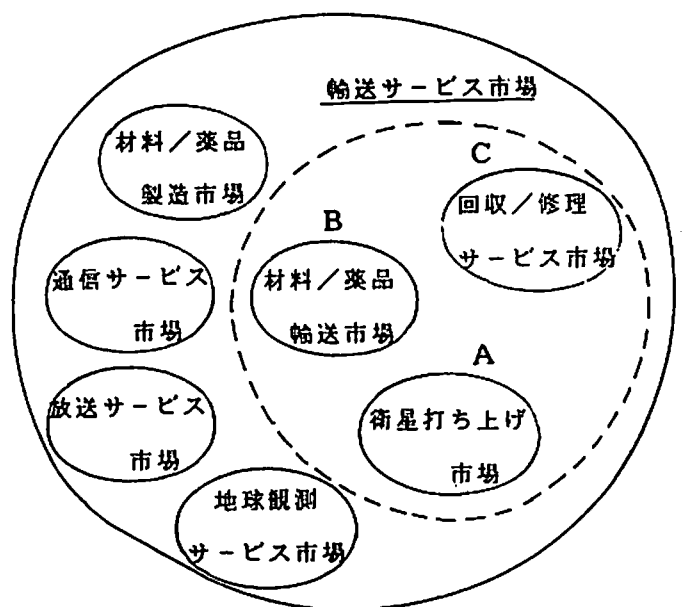 輸送サービス市場
材料／薬品
製造市場
C
回収／修理
サービス市場
B
材料／薬品
輸送市場
通信サービス
市場
A
衛星打ち上げ
市場
放送サービス
市場
地球観測
サービス市場